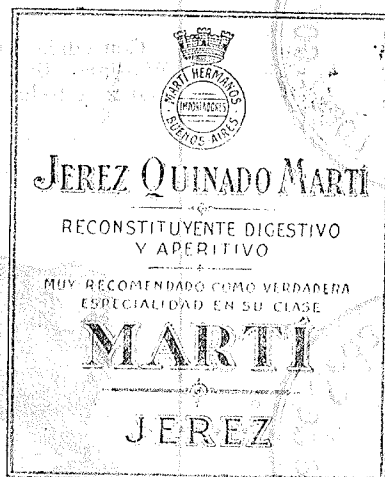 MARTÍ HERMANOS
IMPORTADORES
BUENOS AIRES
JEREZ QUINADO MARTÍ
RECONSTITUYENTE DIGESTIVO
Y APERITIVO
MUY RECOMENDADO COMO VERDADERA
ESPECIALIDAD EN SU CLASE
MARTÍ
JEREZ